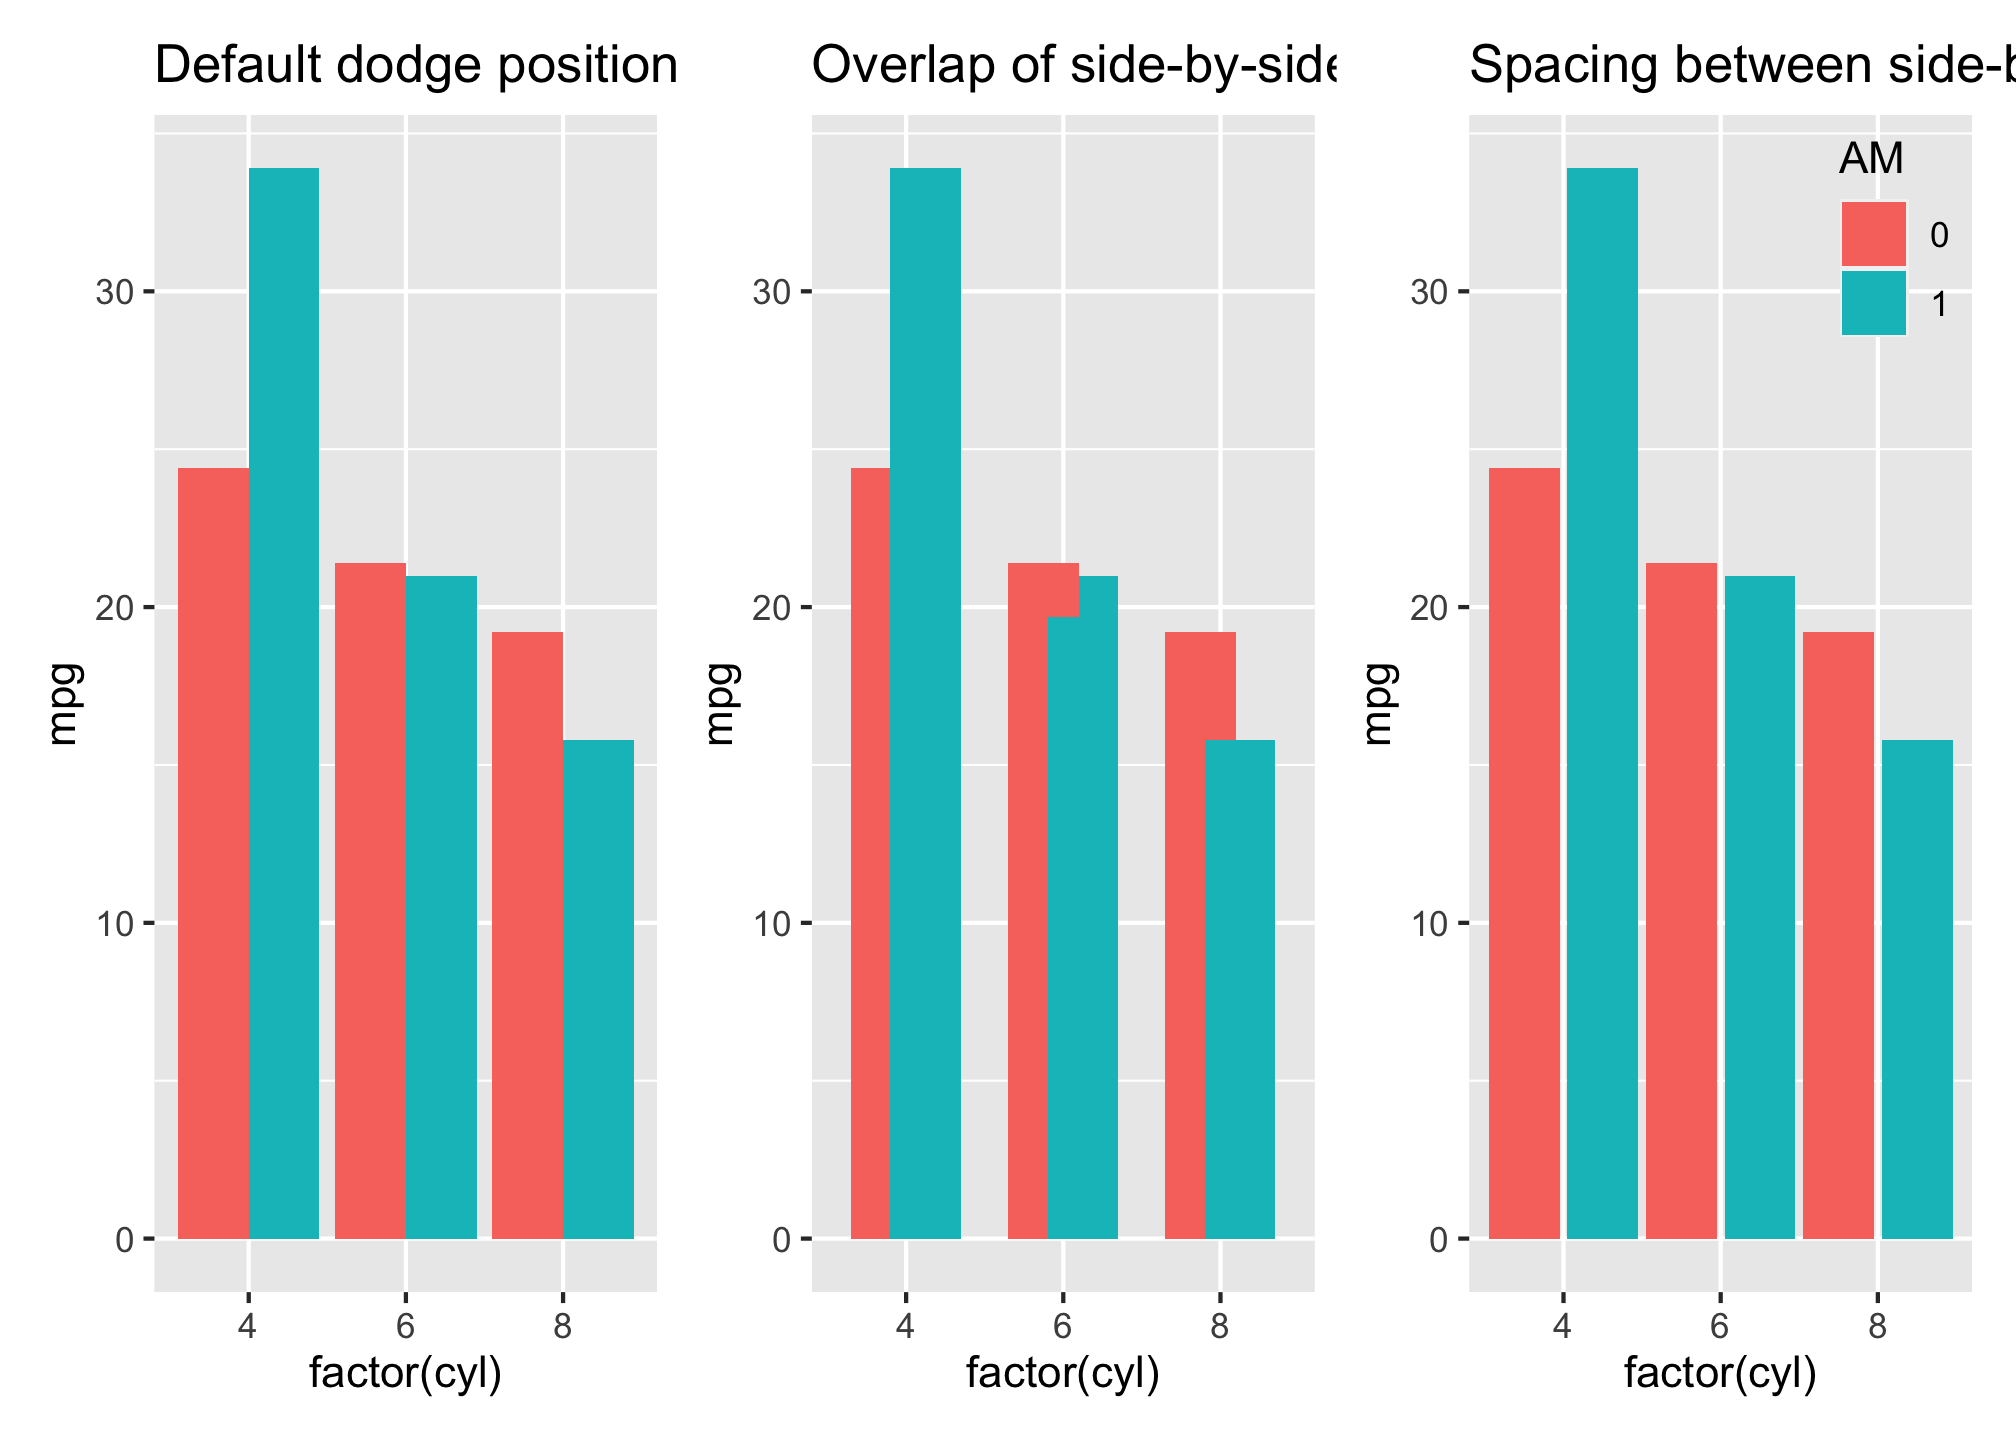 Default dodge position
mpg
30
20
10
0
4 6 8
factor(cyl)
Overlap of side-by-side
mpg
30
20
10
0
4 6 8
factor(cyl)
Spacing between side-b
AM
0
1
mpg
30
20
10
0
4 6 8
factor(cyl)